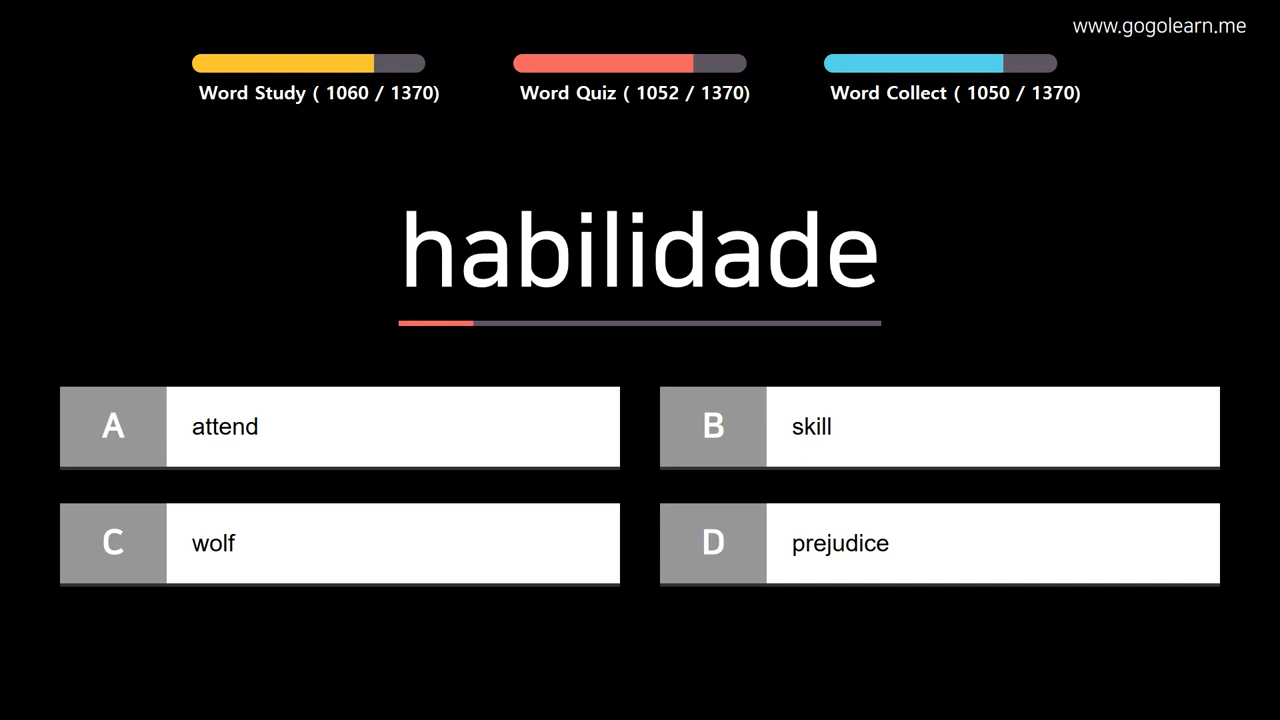 www.gogolearn.me
Word Study ( 1060 / 1370)
Word Quiz ( 1052 / 1370)
Word Collect ( 1050 / 1370)
habilidade
A
attend
B
skill
C
wolf
D
prejudice